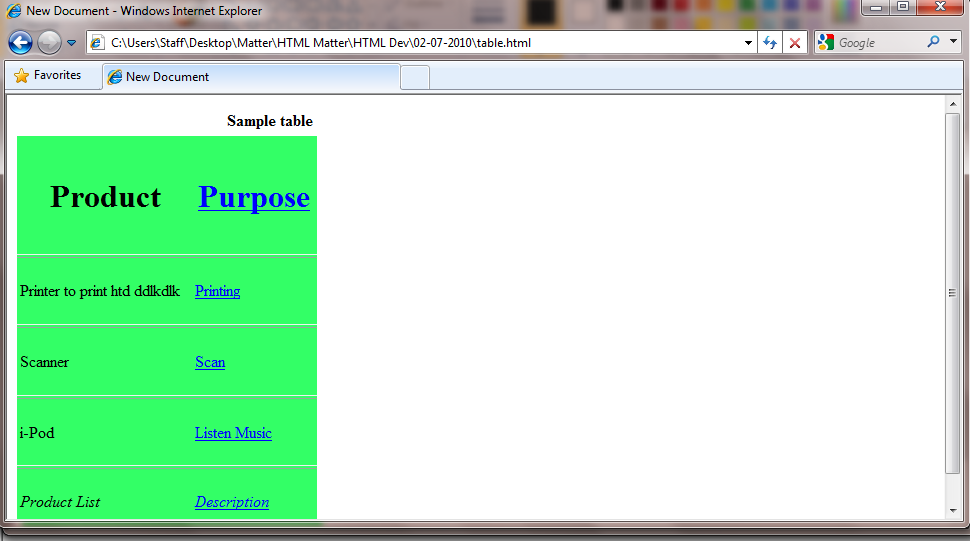 New Document - Windows Internet Explorer
C:\Users\Staff\Desktop\Matter\HTML Matter\HTML Dev\02-07-2010\table.html
Google
Favorites
New Document
Sample table
Product Purpose
Printer to print htd ddlkdlk Printing
Scanner Scan
i-Pod Listen Music
Product List Description